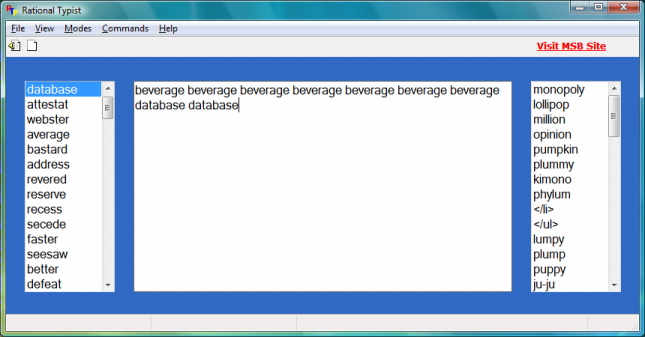 Rational Typist
File View Modes Commands Help
Visit MSB Site
database
attestat
webster
average
bastard
address
revered
reserve
recess
secede
faster
seesaw
better
defeat
beverage beverage beverage beverage beverage beverage beverage
database database
monopoly
lollipop
million
opinion
pumpkin
plummy
kimono
phylum
</li>
</ul>
lumpy
plump
puppy
ju-ju